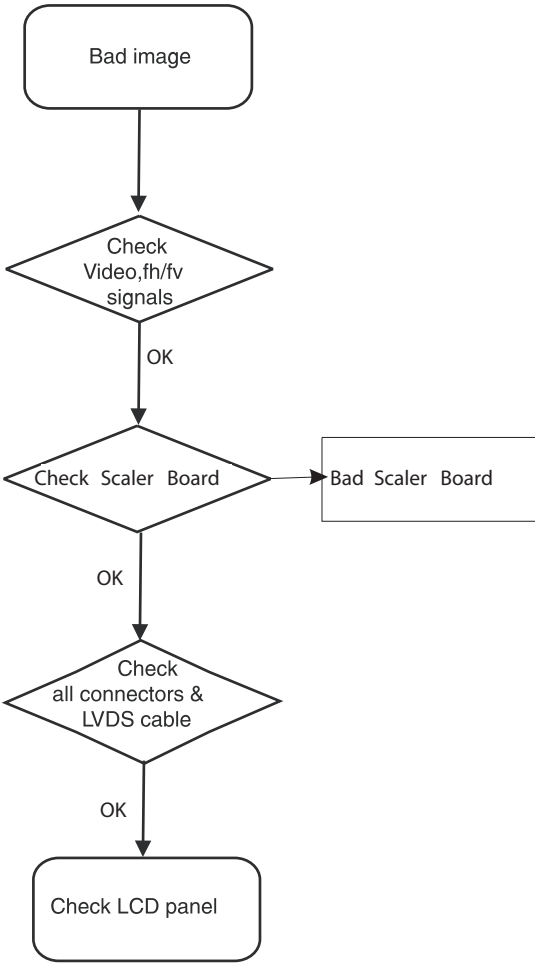 Bad image
Check
Video,fh/fv
signals
OK
Check Scaler Board
Bad Scaler Board
OK
Check
all connectors &
LVDS cable
OK
Check LCD panel